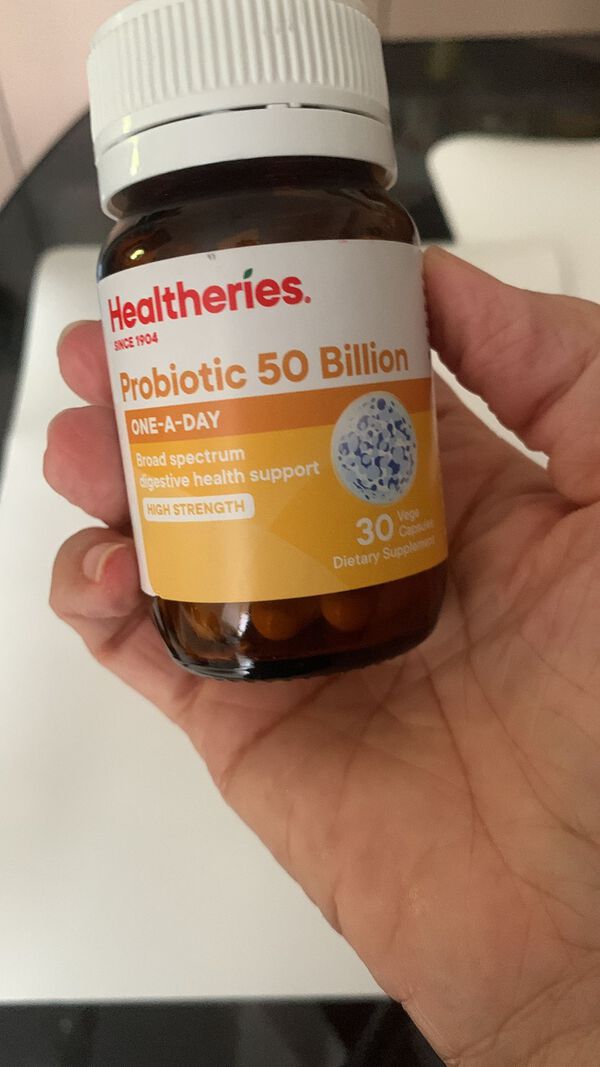 Healtheries.
SINCE 1904
Probiotic 50 Billion
ONE-A-DAY
Broad spectrum
digestive health support
HIGH STRENGTH
30 Vege
Capsules
Dietary Supplement